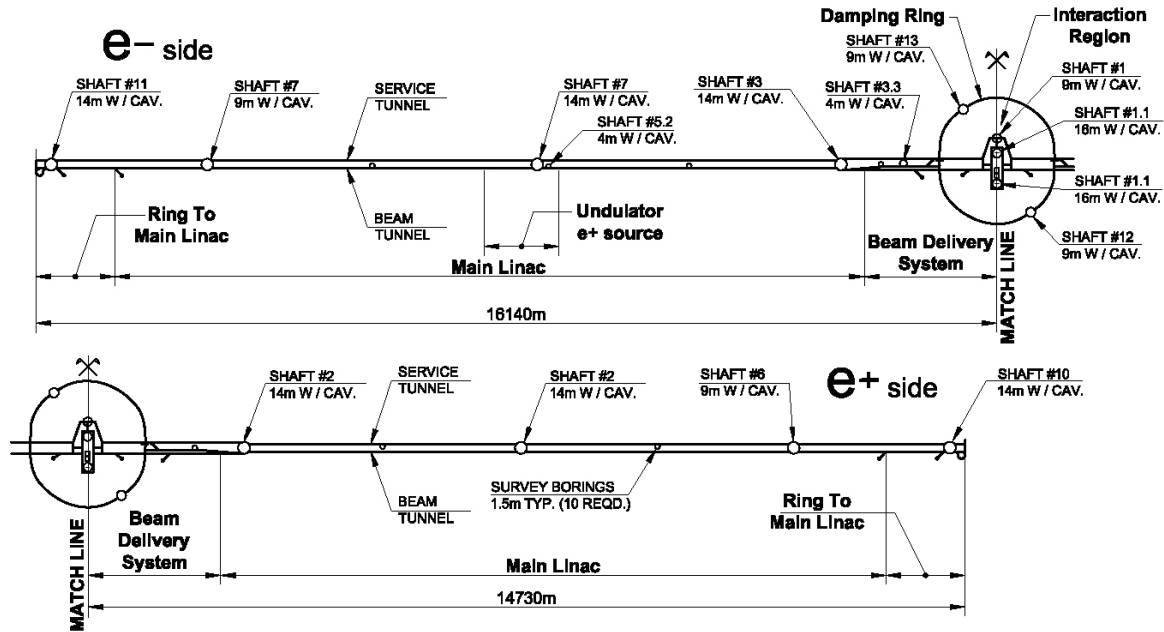 e- side
Damping Ring
Interaction
Region
SHAFT #13
9m W / CAV.
SHAFT #1
9m W / CAV.
SHAFT #11
14m W / CAV.
SHAFT #7
9m W / CAV.
SERVICE
TUNNEL
SHAFT #7
14m W / CAV.
SHAFT #3
14m W / CAV.
SHAFT #3.3
4m W / CAV.
SHAFT #1.1
16m W / CAV.
SHAFT #5.2
4m W / CAV.
SHAFT #1.1
16m W / CAV.
Ring To
Main Linac
BEAM
TUNNEL
Undulator
e+ source
SHAFT #12
9m W / CAV.
Beam Delivery
System
Main Linac
MATCH LINE
16140m
SHAFT #2
14m W / CAV.
SERVICE
TUNNEL
SHAFT #2
14m W / CAV.
SHAFT #6
9m W / CAV.
e+ side
SHAFT #10
14m W / CAV.
SURVEY BORINGS
1.5m TYP. (10 REQD.)
BEAM
TUNNEL
Ring To
Main Linac
Beam
Delivery
System
MATCH LINE
Main Linac
14730m